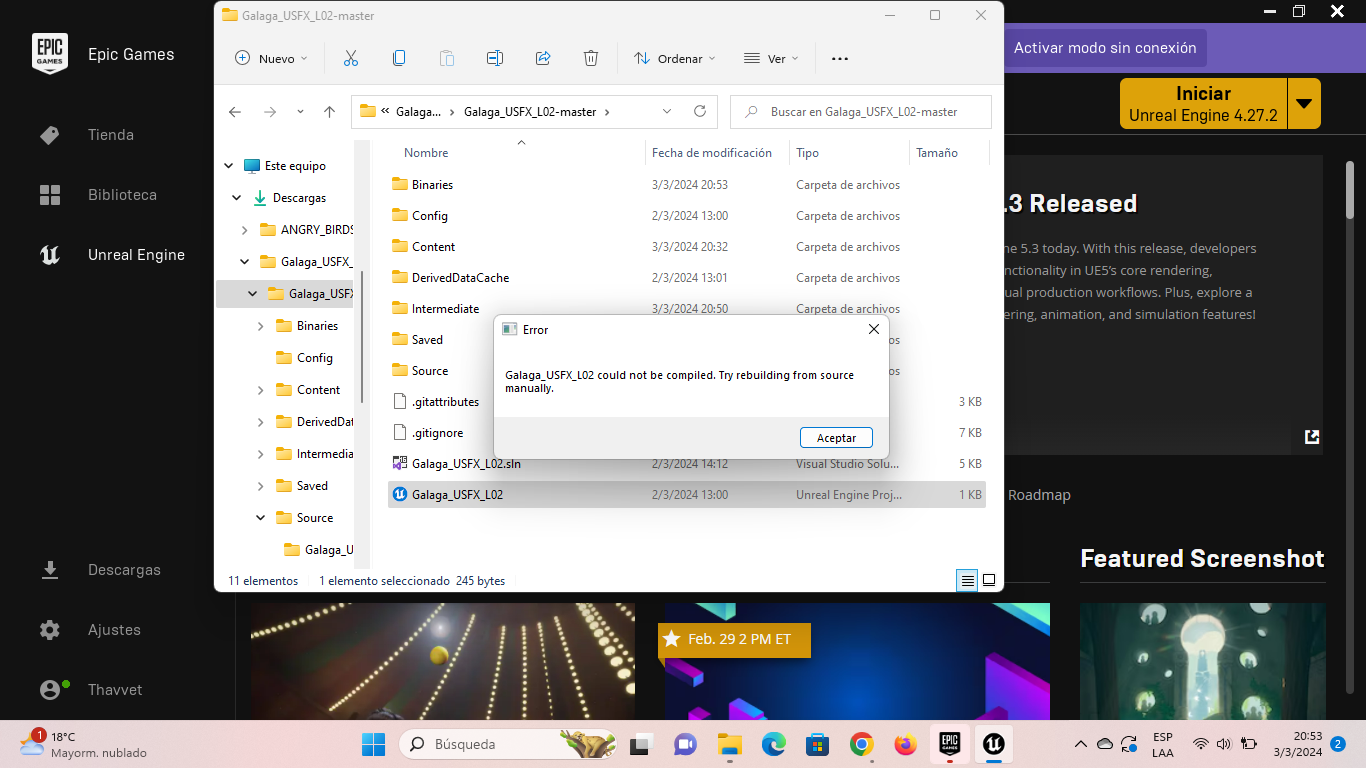 Galaga_USFX_L02-master
EPIC GAMES
Epic Games
Tienda
Biblioteca
Unreal Engine
Descargas
Ajustes
Thavvet
Nuevo
Ordenar
Ver
Activar modo sin conexión
Iniciar
Unreal Engine 4.27.2
Galaga...
Galaga_USFX_L02-master
Buscar en Galaga_USFX_L02-master
Este equipo
Descargas
ANGRY_BIRDS
Galaga_USFX_
Galaga_USFX
Binaries
Config
Content
DerivedDat
Intermedia
Saved
Source
Galaga_U
Nombre
Fecha de modificación
Tipo
Tamaño
Binaries
3/3/2024 20:53
Carpeta de archivos
Config
2/3/2024 13:00
Carpeta de archivos
Content
3/3/2024 20:32
Carpeta de archivos
DerivedDataCache
2/3/2024 13:01
Carpeta de archivos
Intermediate
3/3/2024 20:50
Carpeta de archivos
Saved
os
Source
os
.gitattributes
3 KB
.gitignore
7 KB
Galaga_USFX_L02.sln
2/3/2024 14:12
Visual Studio Solu...
5 KB
Galaga_USFX_L02
2/3/2024 13:00
Unreal Engine Proj...
1 KB
11 elementos
1 elemento seleccionado
245 bytes
Error
Galaga_USFX_L02 could not be compiled. Try rebuilding from source
manually.
Aceptar
.3 Released
ne 5.3 today. With this release, developers
nctionality in UE5's core rendering,
ual production workflows. Plus, explore a
ering, animation, and simulation features!
Roadmap
Featured Screenshot
Feb. 29 2 PM ET
1
18°C
Mayorm. nublado
Búsqueda
EPIC GAMES
ESP
LAA
20:53
3/3/2024
2